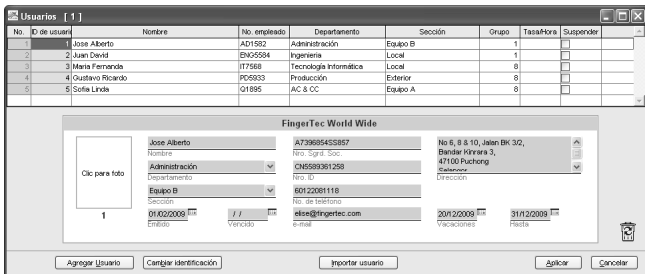 Usuarios [ 1 ]
No. ID de usuario Nombre No. empleado Departamento Sección Grupo Tasa/Hora Suspender
1 1 Jose Alberto AD1582 Administración Equipo B 1
2 2 Juan David ENG5584 Ingenieria Local 1
3 3 Maria Fernanda IT7568 Tecnología Informática Local 8
4 4 Gustavo Ricardo PD5933 Producción Exterior 8
5 5 Sofia Linda Q1895 AC & CC Equipo A 8
FingerTec World Wide
Clic para foto
1
Jose Alberto
Nombre
Administración
Departamento
Equipo B
Sección
01/02/2009 / /
Emitido Vencido
A7396854SS857
Nro. Sgrd. Soc.
CN5589361258
Nro. ID
60122081118
No. de teléfono
elise@fingertec.com
e-mail
No 6, 8 & 10, Jalan BK 3/2,
Bandar Kinrara 3,
47100 Puchong
Selangor
Dirección
20/12/2009 31/12/2009
Vacaciones Hasta
Agregar Usuario Cambiar identificación Importar usuario Aplicar Cancelar